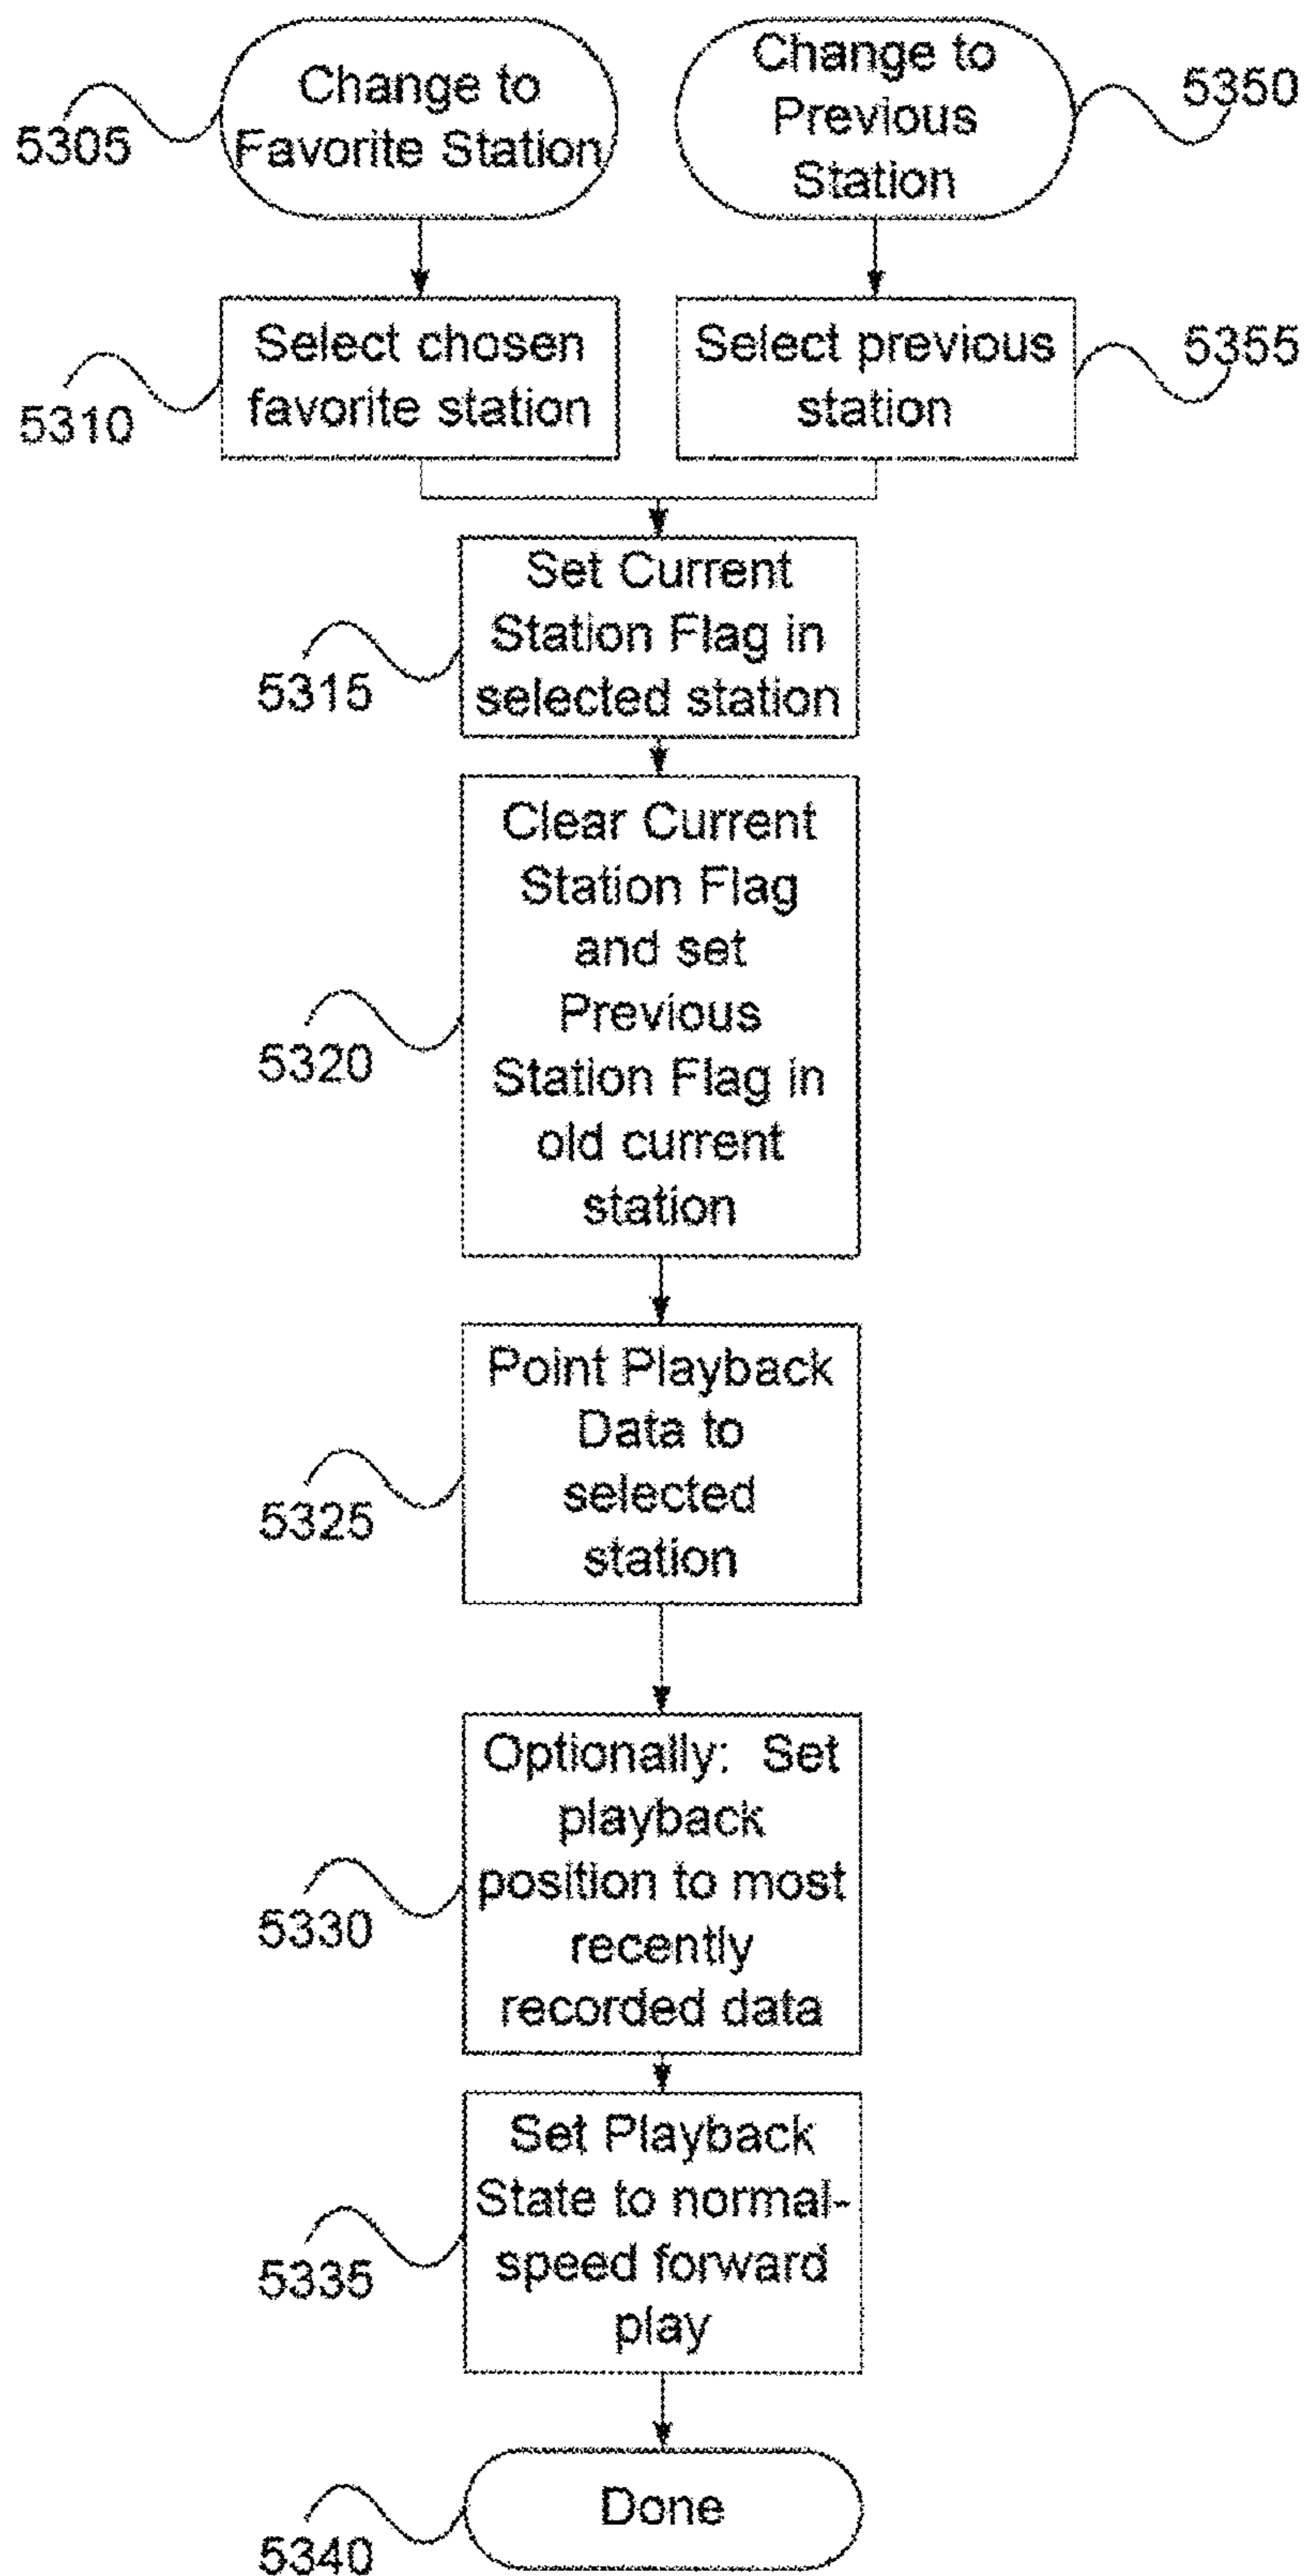 Change to
Favorite Station
5305
Change to
Previous
Station
5350
Select chosen
favorite station
5310
Select previous
station
5355
Set Current
Station Flag in
selected station
5315
Clear Current
Station Flag
and set
Previous
Station Flag in
old current
station
5320
Point Playback
Data to
selected
station
5325
Optionally: Set
playback
position to most
recently
recorded data
5330
Set Playback
State to normal-
speed forward
play
5335
Done
5340